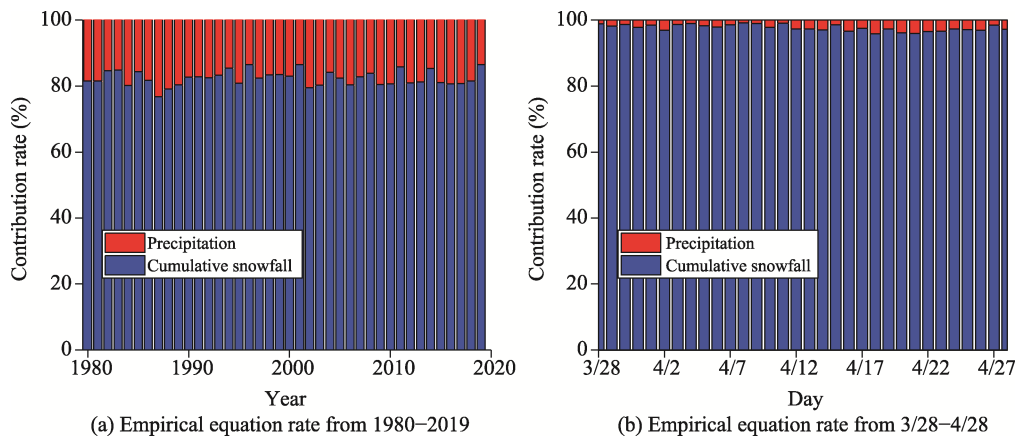 100
80
60
40
20
0
Contribution rate (%)
Precipitation
Cumulative snowfall
1980 1990 2000 2010 2020
Year
(a) Empirical equation rate from 1980−2019
100
80
60
40
20
0
Contribution rate (%)
Precipitation
Cumulative snowfall
3/28 4/2 4/7 4/12 4/17 4/22 4/27
Day
(b) Empirical equation rate from 3/28−4/28